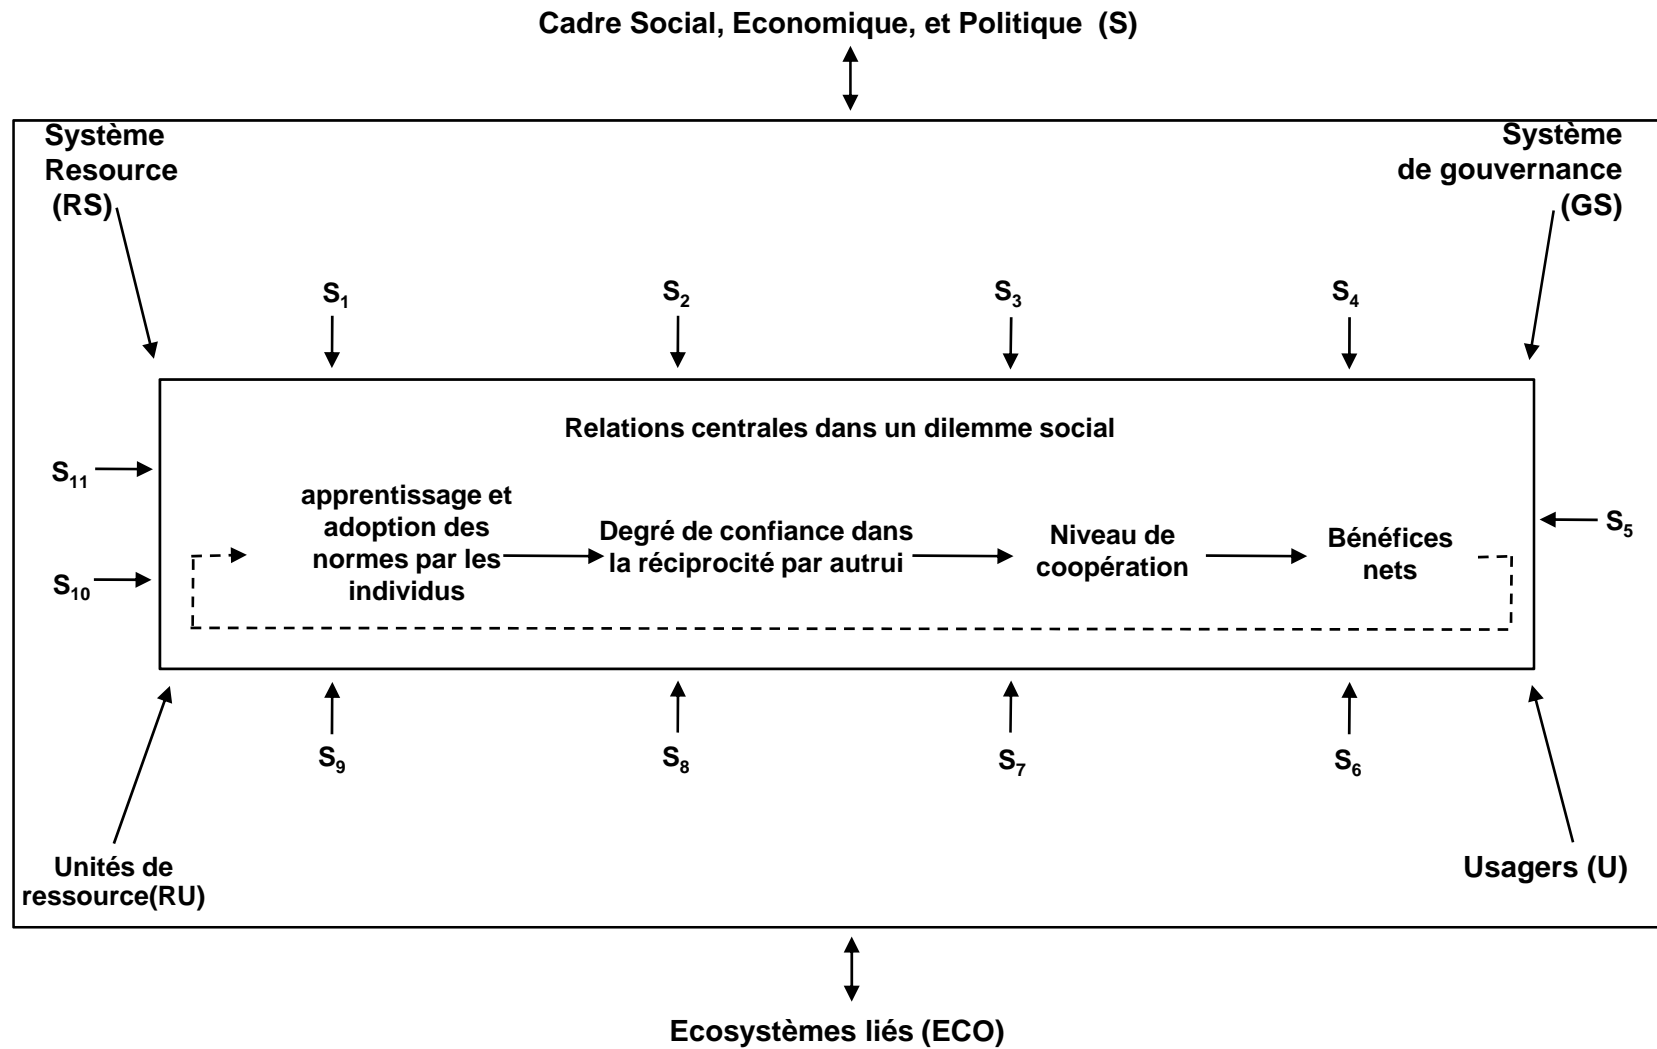 Cadre Social, Economique, et Politique (S)
Système
Resource
(RS)
Système
de gouvernance
(GS)
S1
S2
S3
S4
Relations centrales dans un dilemme social
S11
S10
apprentissage et
adoption des
normes par les
individus
Degré de confiance dans
la réciprocité par autrui
Niveau de
coopération
Bénéfices
nets
S5
S9
S8
S7
S6
Unités de
ressource(RU)
Usagers (U)
Ecosystèmes liés (ECO)